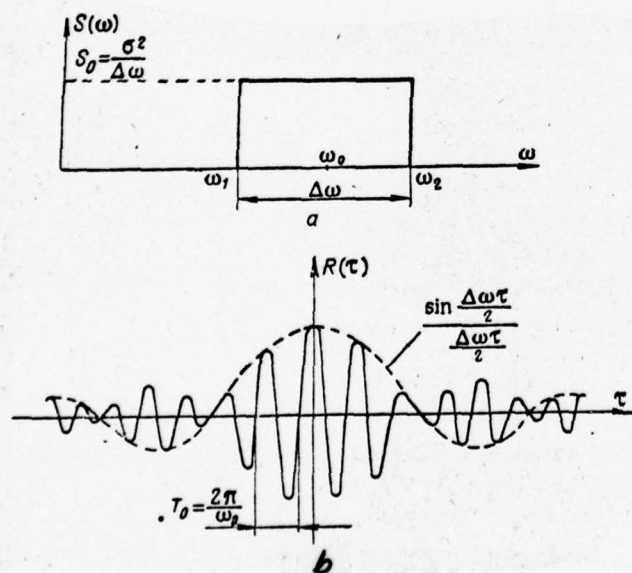 S(ω)
S₀ = σ²/Δω
ω₀
ω
ω₁
ω₂
Δω
a
R(τ)
sin Δωτ/2
Δωτ/2
τ
T₀ = 2π/ω₀
b